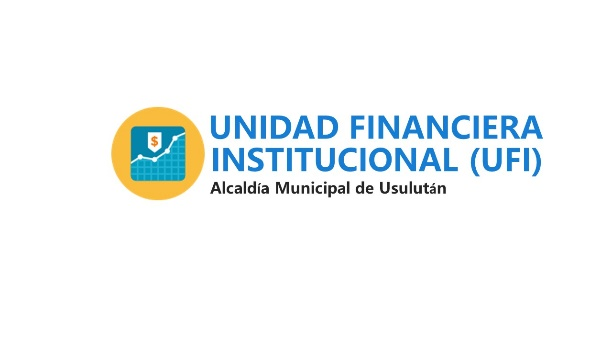 $
UNIDAD FINANCIERA
INSTITUCIONAL (UFI)
Alcaldía Municipal de Usulután